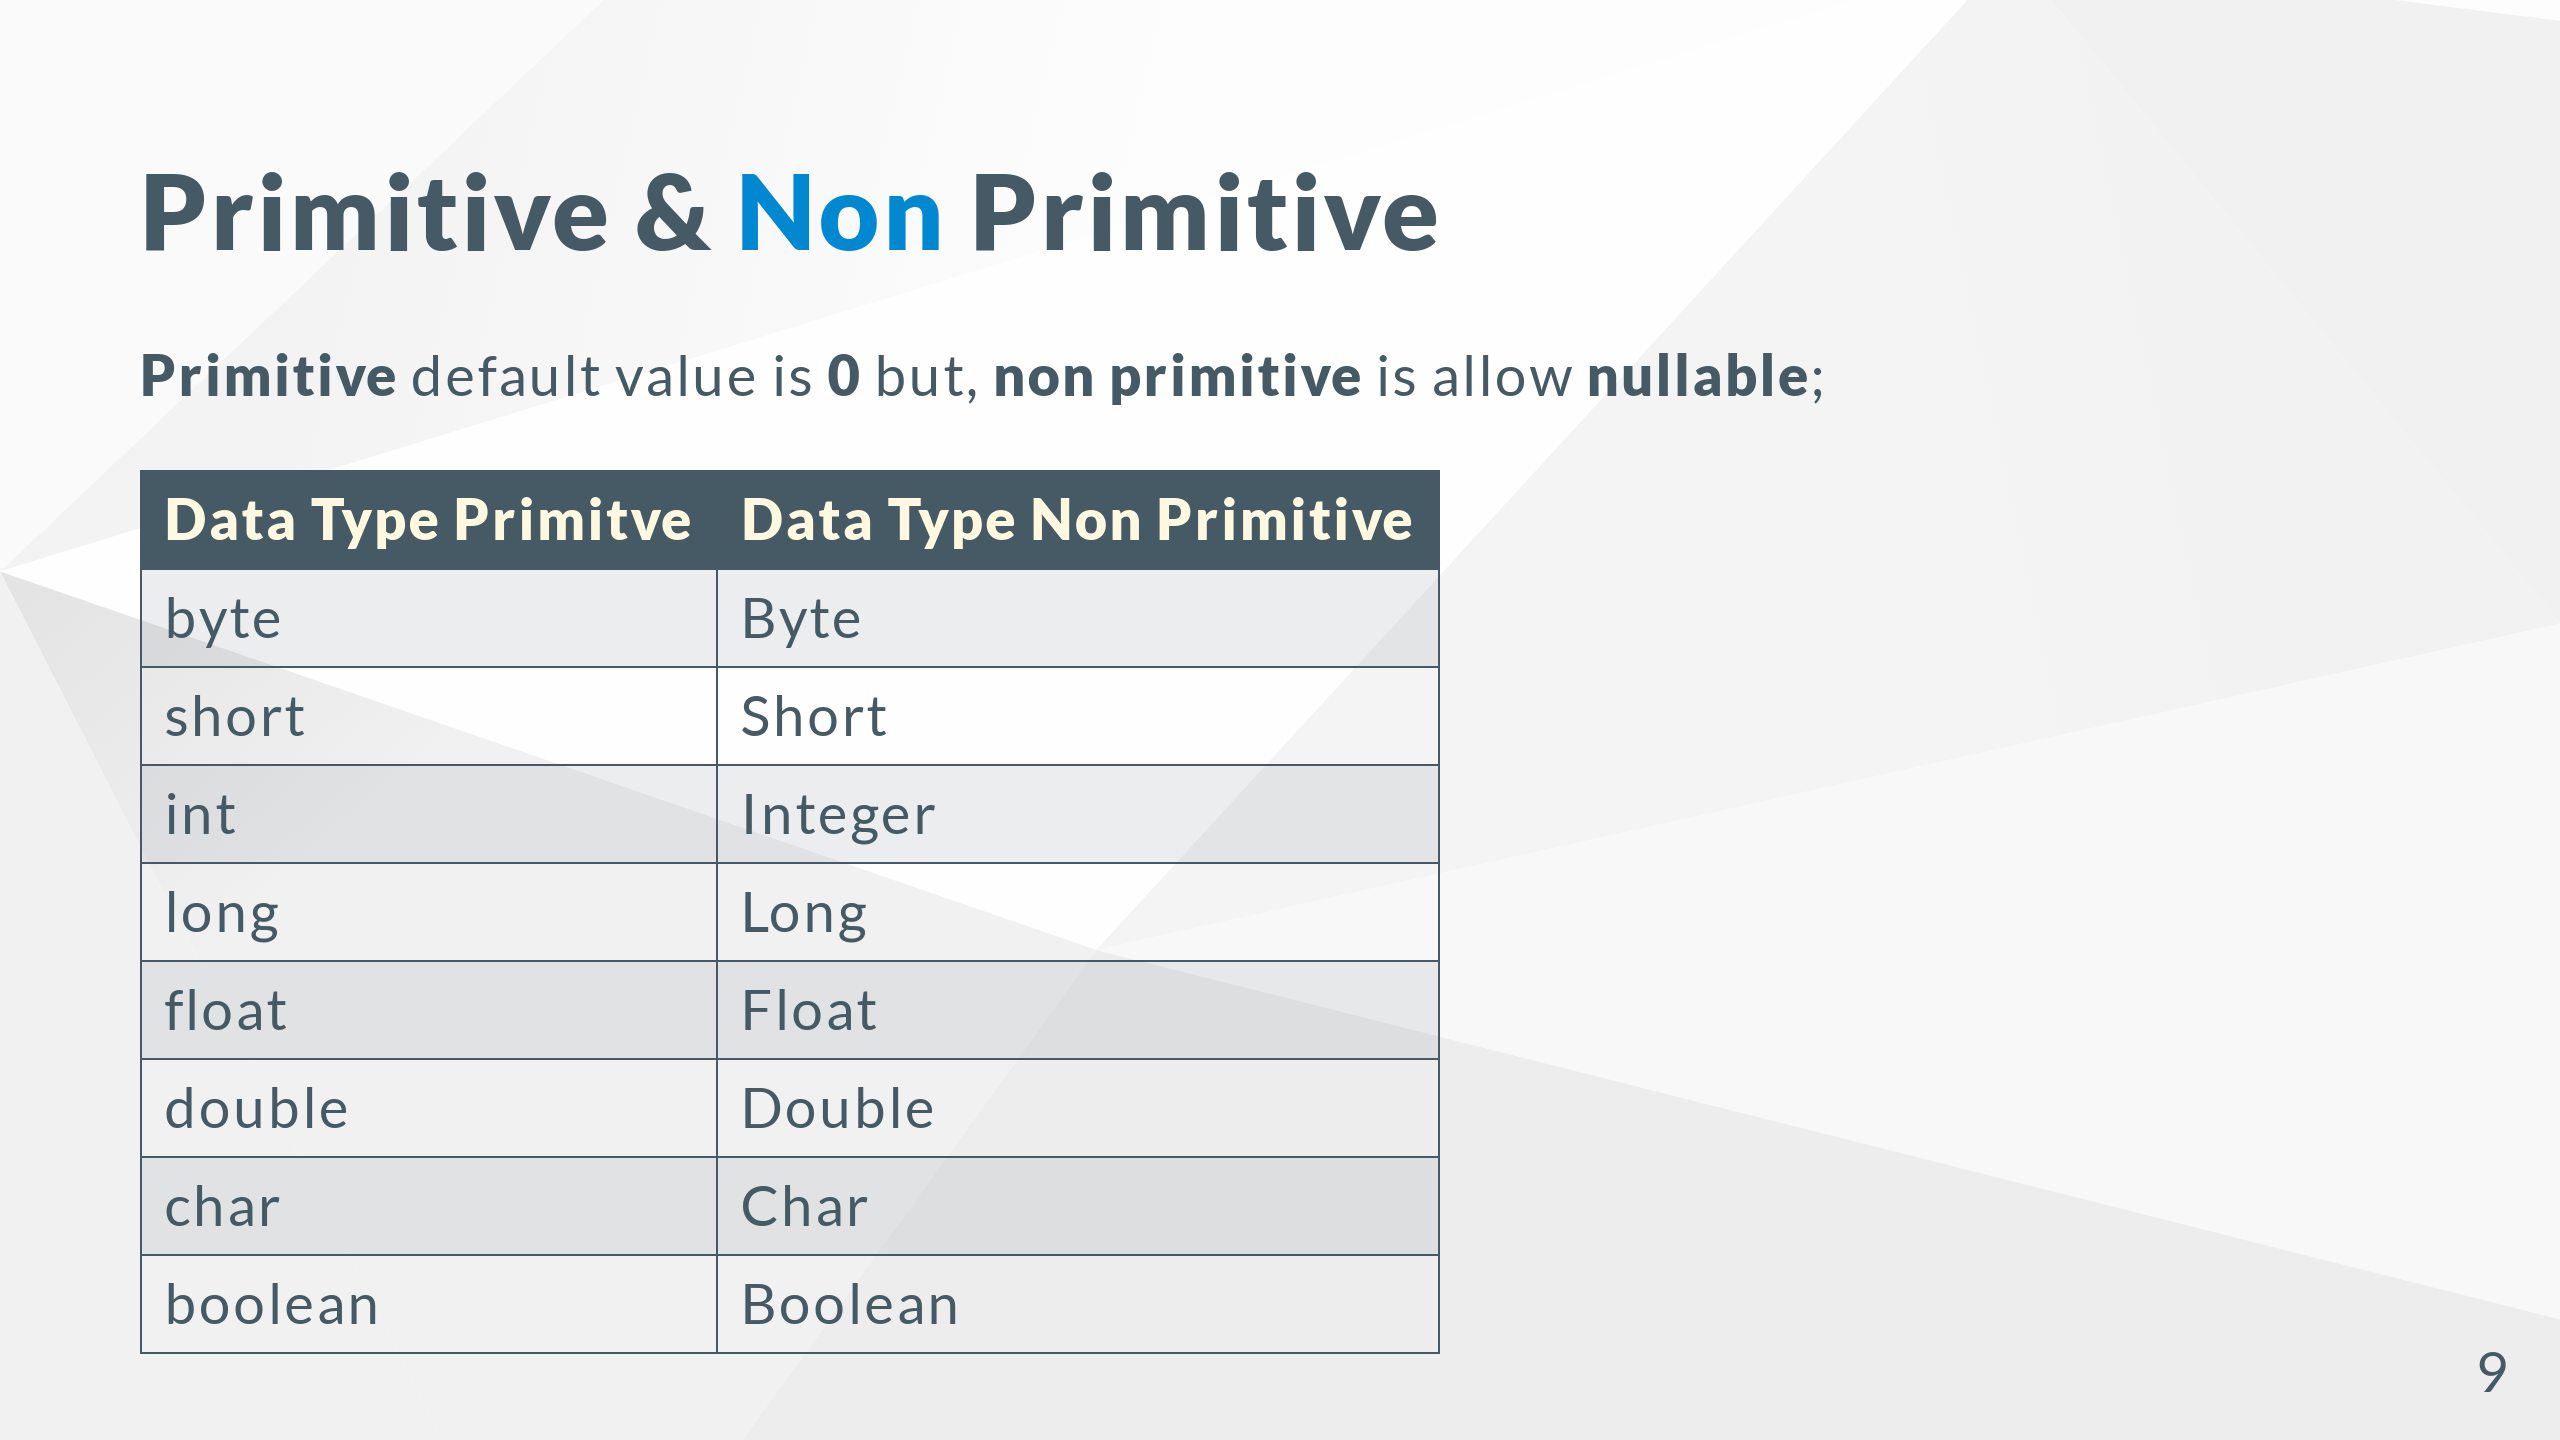 Primitive & Non Primitive
Primitive default value is 0 but, non primitive is allow nullable;
Data Type Primitve Data Type Non Primitive
byte Byte
short Short
int Integer
long Long
float Float
double Double
char Char
boolean Boolean
9